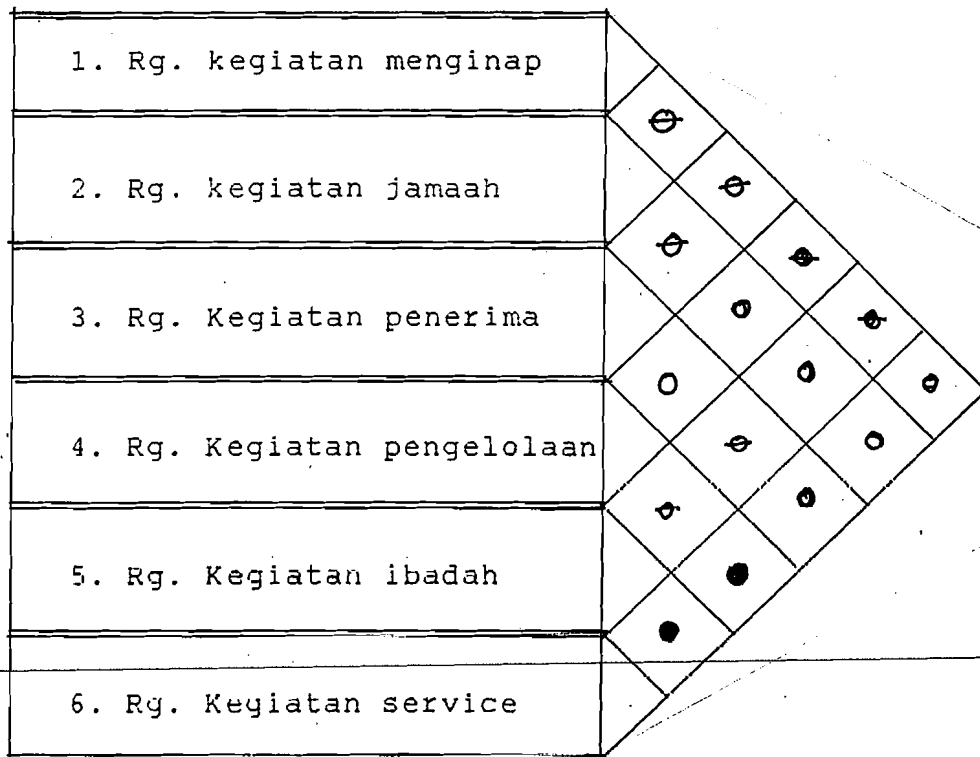 1. Rg. kegiatan menginap
2. Rg. kegiatan jamaah
3. Rg. Kegiatan penerima
4. Rg. Kegiatan pengelolaan
5. Rg. Kegiatan ibadah
6. Rg. Kegiatan service